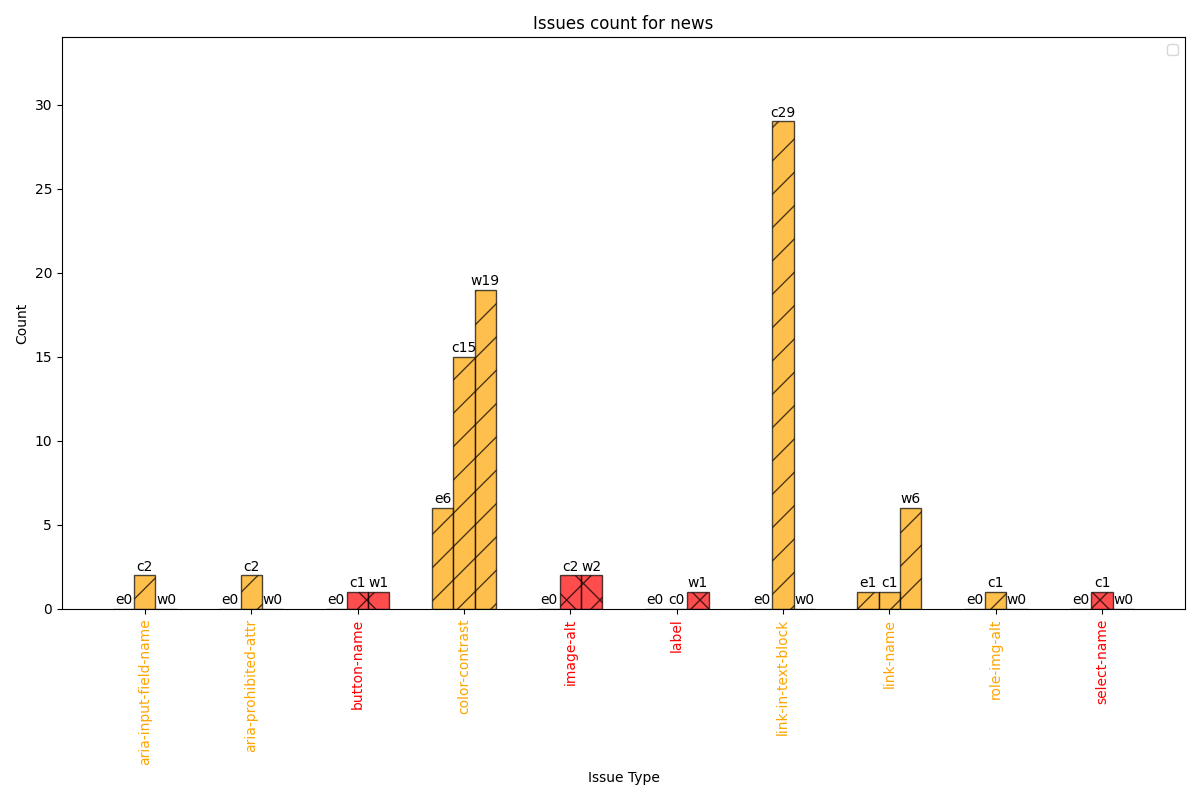 Issues count for news
Count
30
25
20
15
10
5
0
e0 c2 w0
e0 c2 w0
e0 c1 w1
e6 c15 w19
e0 c2 w2
e0 c0 w1
e0 c29 w0
e1 c1 w6
e0 c1 w0
e0 c1 w0
aria-input-field-name
aria-prohibited-attr
button-name
color-contrast
image-alt
label
link-in-text-block
link-name
role-img-alt
select-name
Issue Type